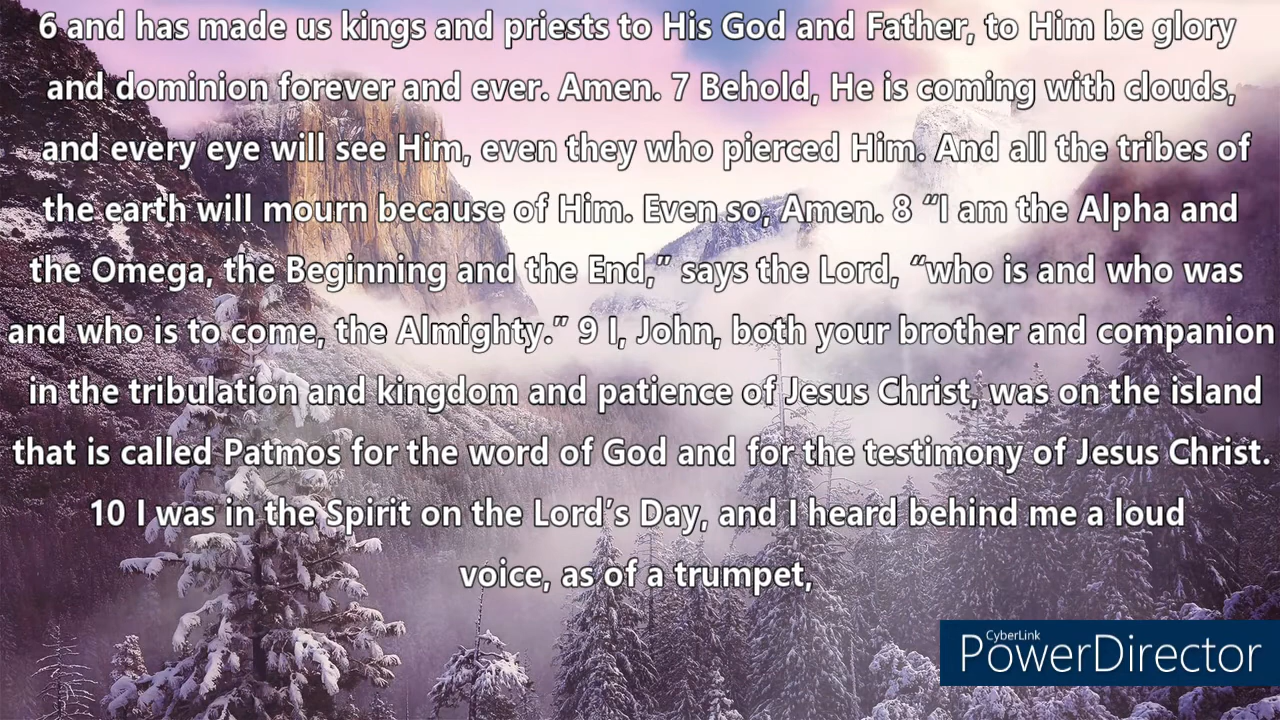 6 and has made us kings and priests to His God and Father, to Him be glory
and dominion forever and ever. Amen. 7 Behold, He is coming with clouds,
and every eye will see Him, even they who pierced Him. And all the tribes of
the earth will mourn because of Him. Even so, Amen. 8 “I am the Alpha and
the Omega, the Beginning and the End,” says the Lord, “who is and who was
and who is to come, the Almighty.” 9 I, John, both your brother and companion
in the tribulation and kingdom and patience of Jesus Christ, was on the island
that is called Patmos for the word of God and for the testimony of Jesus Christ.
10 I was in the Spirit on the Lord’s Day, and I heard behind me a loud
voice, as of a trumpet,
CyberLink
PowerDirector